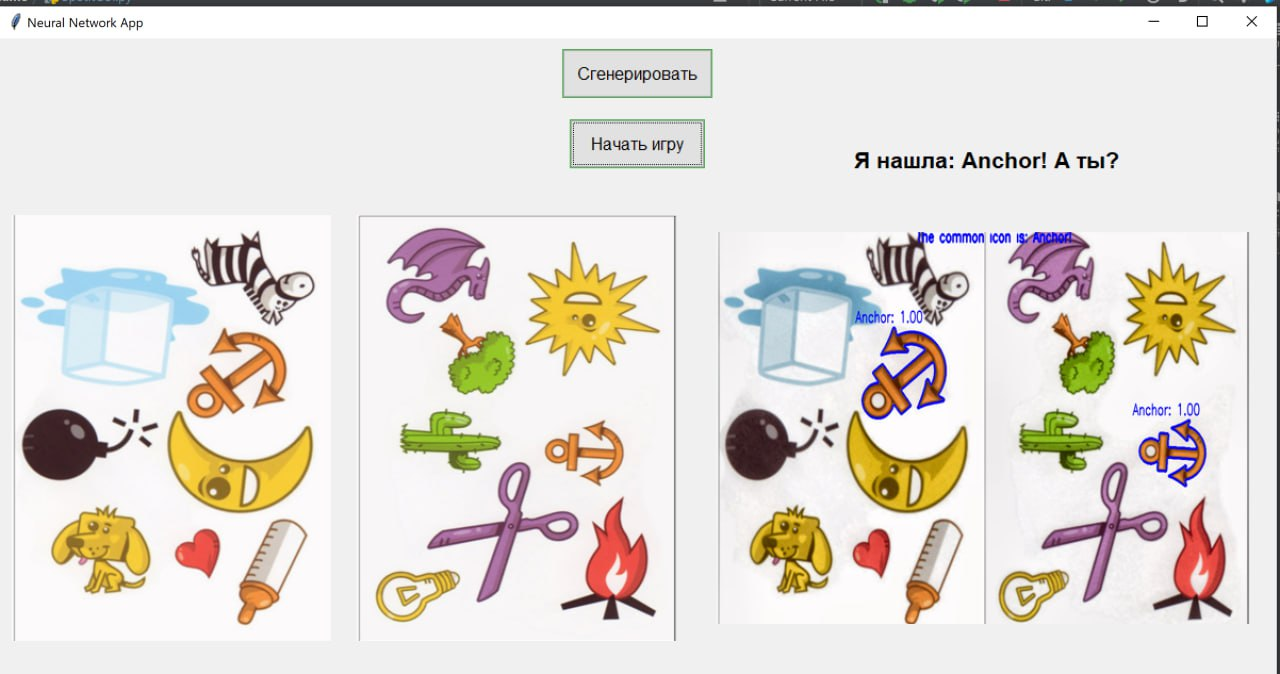 Neural Network App
Сгенерировать
Начать игру
Я нашла: Anchor! А ты?
The common icon is: Anchor!
Anchor: 1.00
Anchor: 1.00